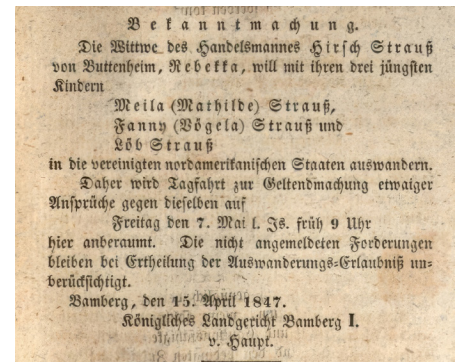 Bekanntmachung.
Die Wittwe des Handelsmannes Hirsch Strauß
von Buttenheim, Rebekka, will mit ihren drei jüngsten
Kindern
Meila (Mathilde) Strauß,
Fanny (Vögela) Strauß und
Löb Strauß
in die vereinigten nordamerikanischen Staaten auswandern.
Daher wird Tagfahrt zur Geltendmachung etwaiger
Ansprüche gegen dieselben auf
Freitag den 7. Mai l. Js. früh 9 Uhr
hier anberaumt. Die nicht angemeldeten Forderungen
bleiben bei Ertheilung der Auswanderungs-Erlaubniß un-
berücksichtigt.
Bamberg, den 15. April 1847.
Königliches Landgericht Bamberg I.
v. Haupt.